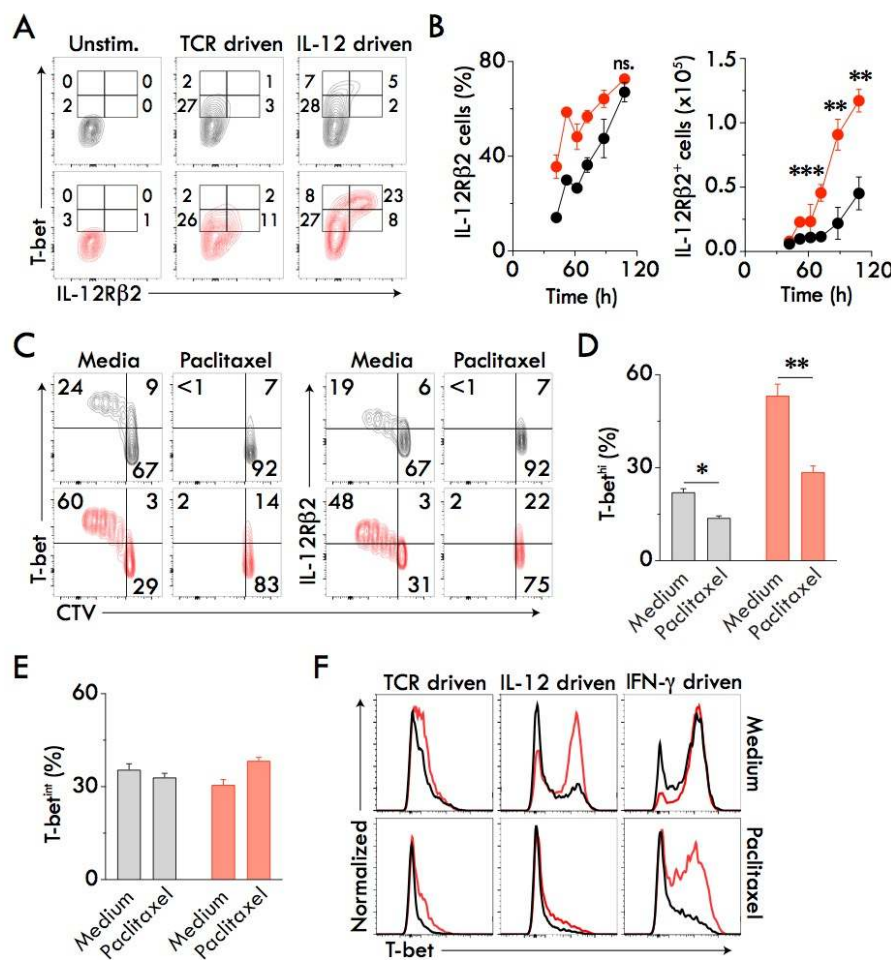 A
Unstim. TCR driven IL-12 driven
0 0 2 1 7 5
2 0 27 3 28 2
0 0 2 2 8 23
3 1 26 11 27 8
T-bet
IL-12Rβ2
B
80
40
0
IL-12Rβ2 cells (%)
ns.
0 60 120
Time (h)
1.5
1.0
0.5
0.0
IL-12Rβ2⁺ cells (x10⁵)
*** ** **
0 60 120
Time (h)
C
Media Paclitaxel Media Paclitaxel
24 9 <1 7 19 6 <1 7
67 92 67 92
60 3 2 14 48 3 2 22
29 83 31 75
T-bet
IL-12Rβ2
CTV
D
60
30
0
T-bet^hi (%)
* **
Medium Paclitaxel Medium Paclitaxel
E
60
30
0
T-bet^int (%)
Medium Paclitaxel Medium Paclitaxel
F
TCR driven IL-12 driven IFN-γ driven
Medium
Paclitaxel
Normalized
T-bet